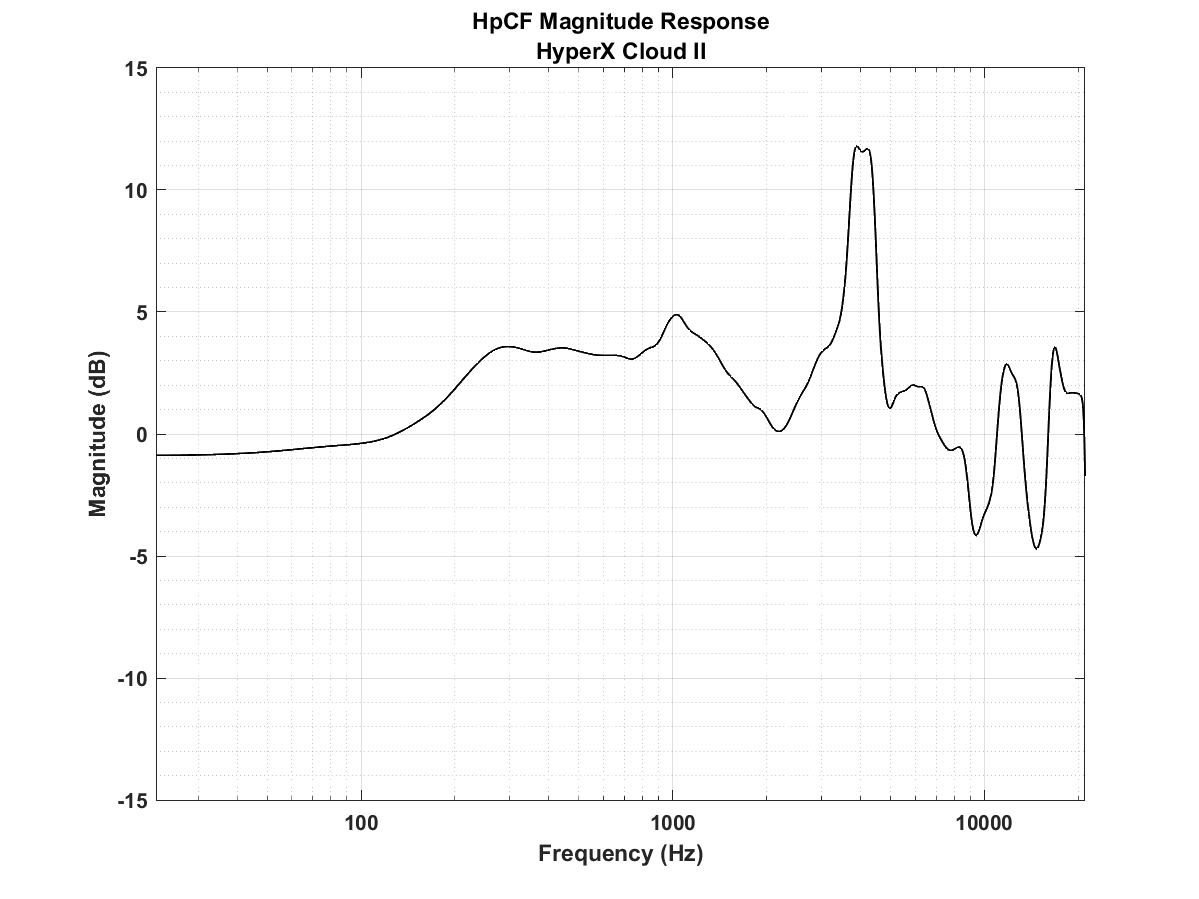 HpCF Magnitude Response
HyperX Cloud II
15
10
5
0
-5
-10
-15
Magnitude (dB)
100
1000
10000
Frequency (Hz)